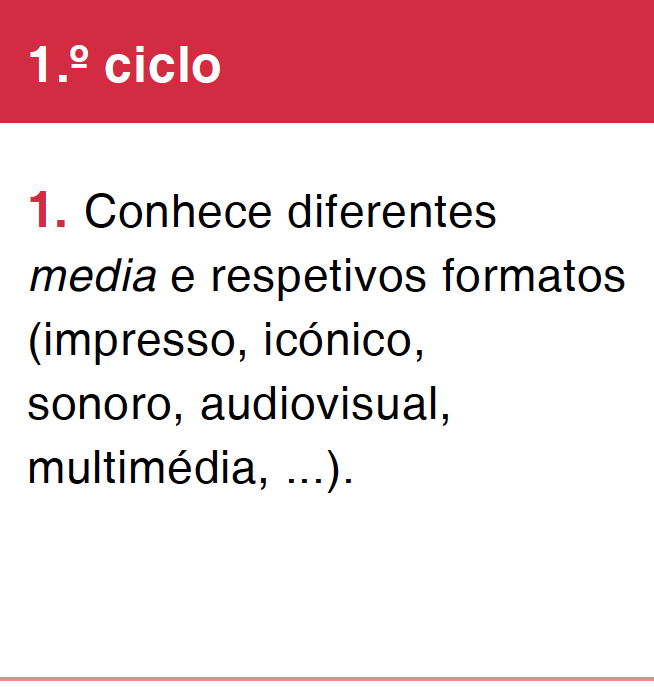 1.º ciclo
1. Conhece diferentes
media e respetivos formatos
(impresso, icónico,
sonoro, audiovisual,
multimédia, ...).